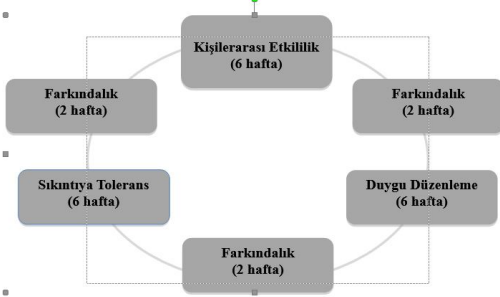 Kişilerarası Etkililik
(6 hafta)
Farkındalık
(2 hafta)
Farkındalık
(2 hafta)
Sıkıntıya Tolerans
(6 hafta)
Duygu Düzenleme
(6 hafta)
Farkındalık
(2 hafta)